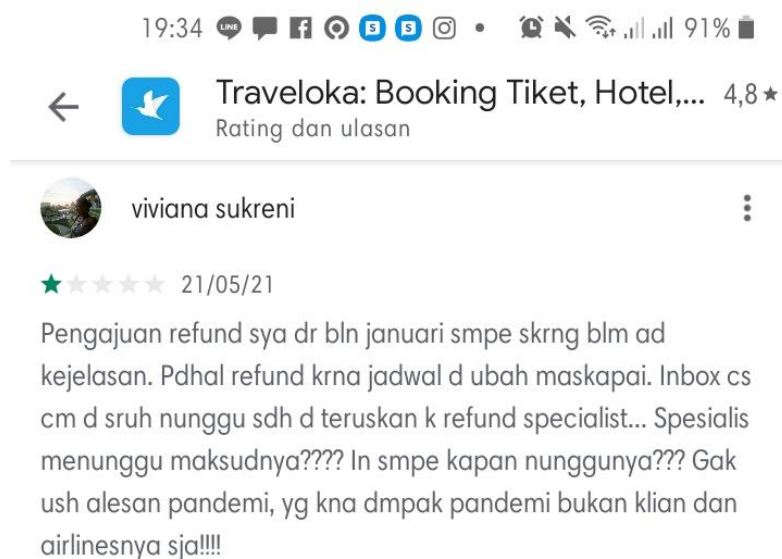 19:34 LINE 91%
Traveloka: Booking Tiket, Hotel,... 4,8★
Rating dan ulasan
viviana sukreni
21/05/21
Pengajuan refund sya dr bln januari smpe skrng blm ad
kejelasan. Pdhal refund krna jadwal d ubah maskapai. Inbox cs
cm d sruh nunggu sdh d teruskan k refund specialist... Spesialis
menunggu maksudnya???? In smpe kapan nunggunya??? Gak
ush alesan pandemi, yg kna dmpak pandemi bukan klian dan
airlinesnya sja!!!!